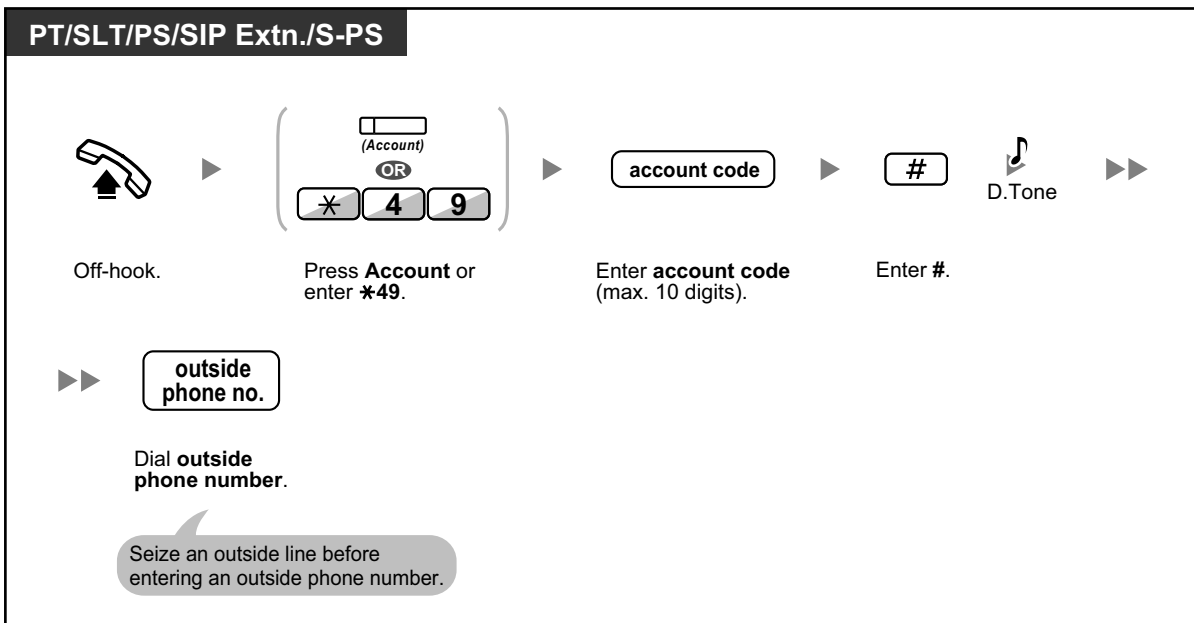 PT/SLT/PS/SIP Extn./S-PS
(Account)
OR
* 4 9
account code
#
D.Tone
Off-hook.
Press Account or
enter *49.
Enter account code
(max. 10 digits).
Enter #.
outside
phone no.
Dial outside
phone number.
Seize an outside line before
entering an outside phone number.